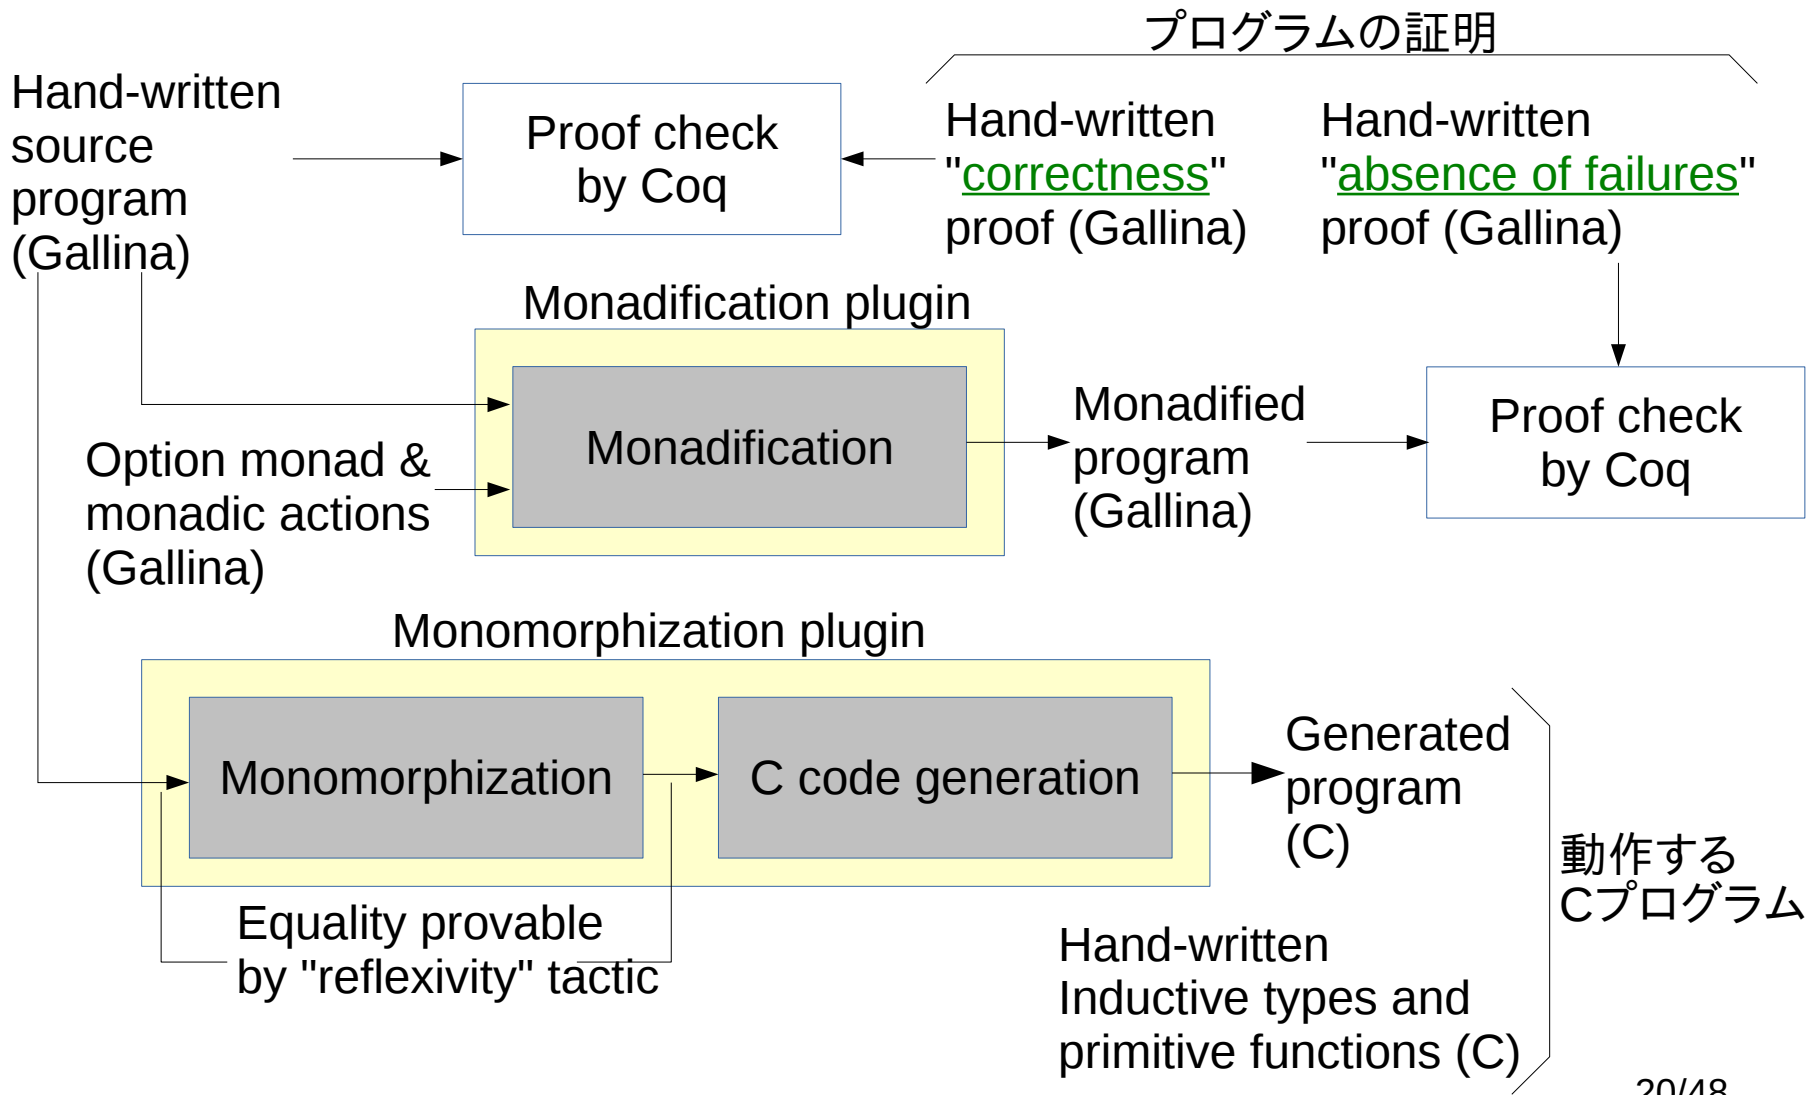 プログラムの証明
Hand-written
source
program
(Gallina)
Proof check
by Coq
Hand-written
"correctness"
proof (Gallina)
Hand-written
"absence of failures"
proof (Gallina)
Monadification plugin
Monadification
Option monad &
monadic actions
(Gallina)
Monadified
program
(Gallina)
Proof check
by Coq
Monomorphization plugin
Monomorphization
C code generation
Generated
program
(C)
動作する
Cプログラム
Equality provable
by "reflexivity" tactic
Hand-written
Inductive types and
primitive functions (C)
20/48